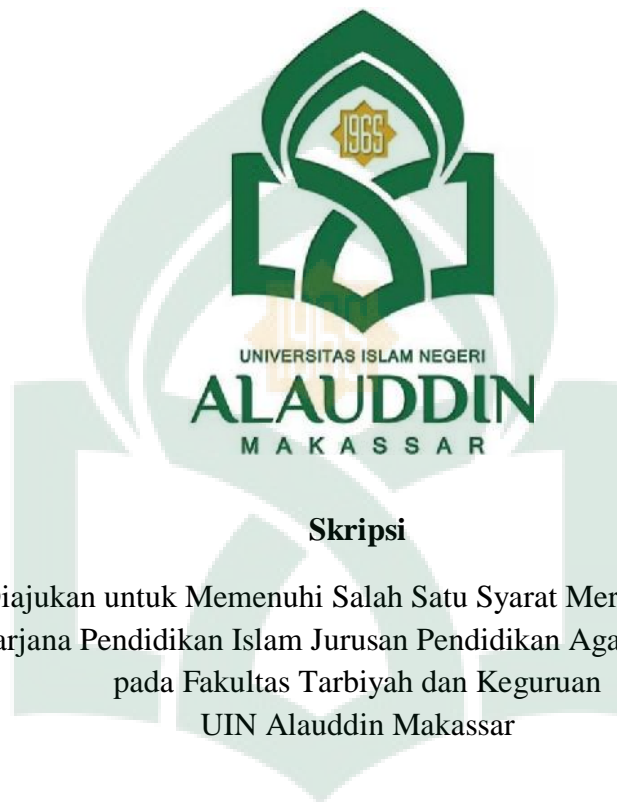 1965
UNIVERSITAS ISLAM NEGERI
ALAUDDIN
MAKASSAR
Skripsi
Diajukan untuk Memenuhi Salah Satu Syarat
Pendidikan Islam Jurusan Pendidikan
pada Fakultas Tarbiyah dan Keguruan
UIN Alauddin Makassar